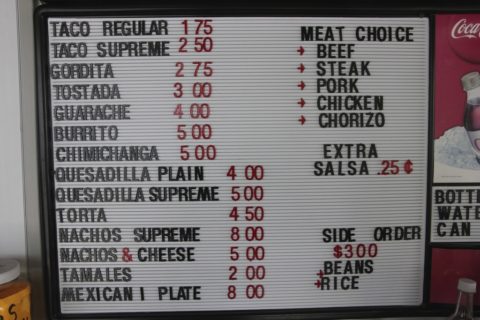 TACO REGULAR 1 75
TACO SUPREME 2 50
GORDITA 2 75
TOSTADA 3 00
GUARACHE 4 00
BURRITO 5 00
CHIMICHANGA 5 00
QUESADILLA PLAIN 4 00
QUESADILLA SUPREME 5 00
TORTA 4 50
NACHOS SUPREME 8 00
NACHOS & CHEESE 5 00
TAMALES 2 00
MEXICAN I PLATE 8 00
MEAT CHOICE
BEEF
STEAK
PORK
CHICKEN
CHORIZO
EXTRA
SALSA .25 ¢
SIDE ORDER
$300
BEANS
RICE
Coca
BOTT
WATE
CAN